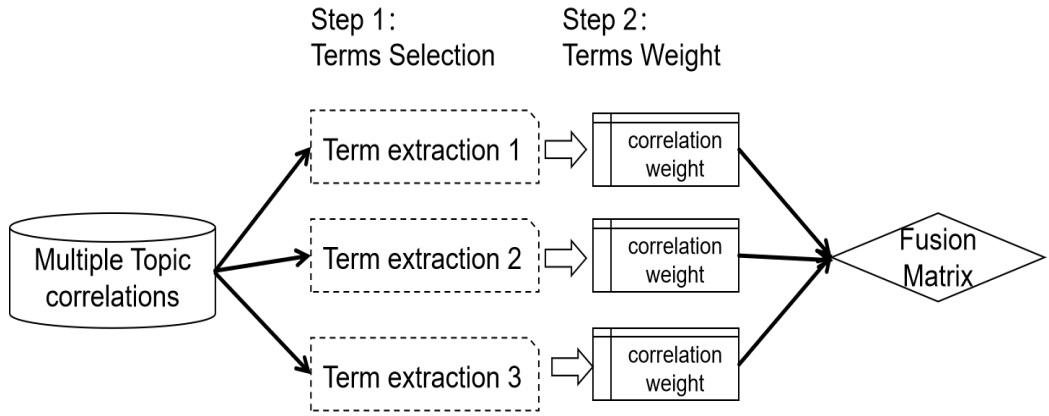 Step 1：
Terms Selection
Step 2：
Terms Weight
Term extraction 1
correlation
weight
Multiple Topic
correlations
Term extraction 2
correlation
weight
Fusion
Matrix
Term extraction 3
correlation
weight